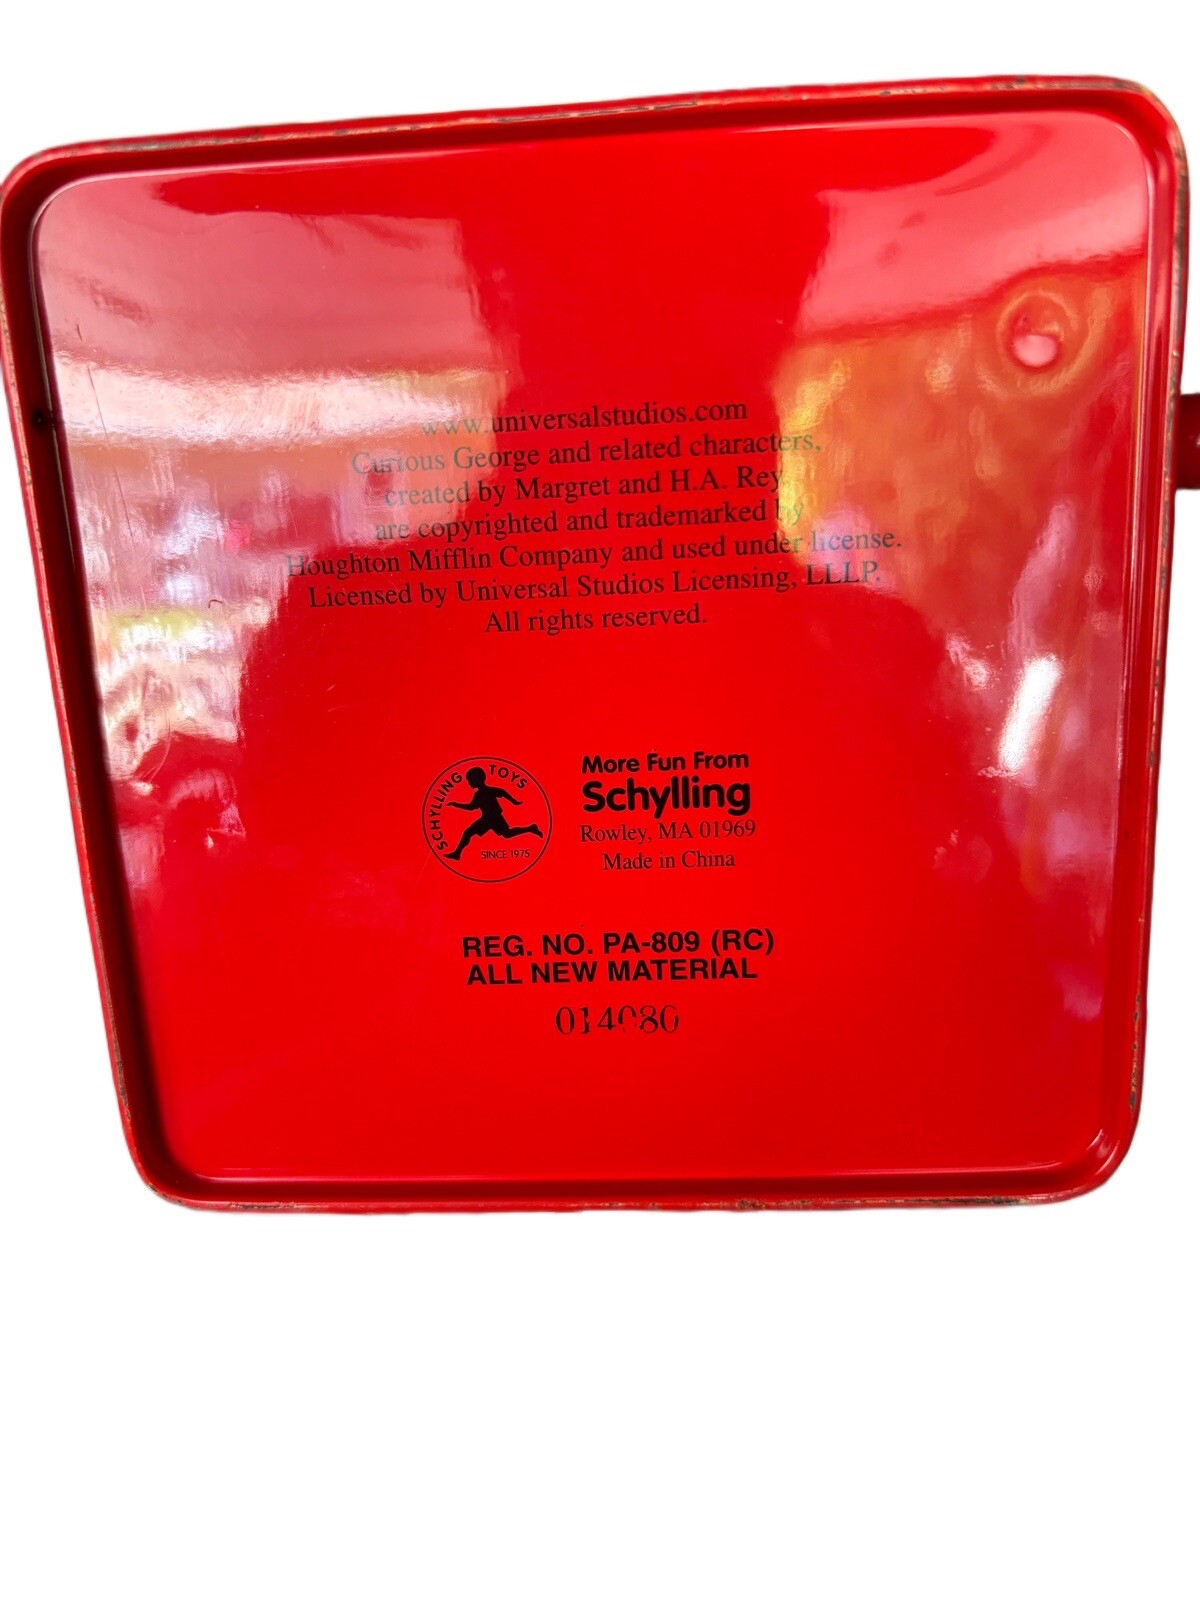 www.universalstudios.com
Curious George and related characters,
created by Margret and H.A. Rey
are copyrighted and trademarked by
Houghton Mifflin Company and used under license.
Licensed by Universal Studios Licensing, LLLP.
All rights reserved.
SCHYLLING TOYS
SINCE 1975
More Fun From
Schylling
Rowley, MA 01969
Made in China
REG. NO. PA-809 (RC)
ALL NEW MATERIAL
014080